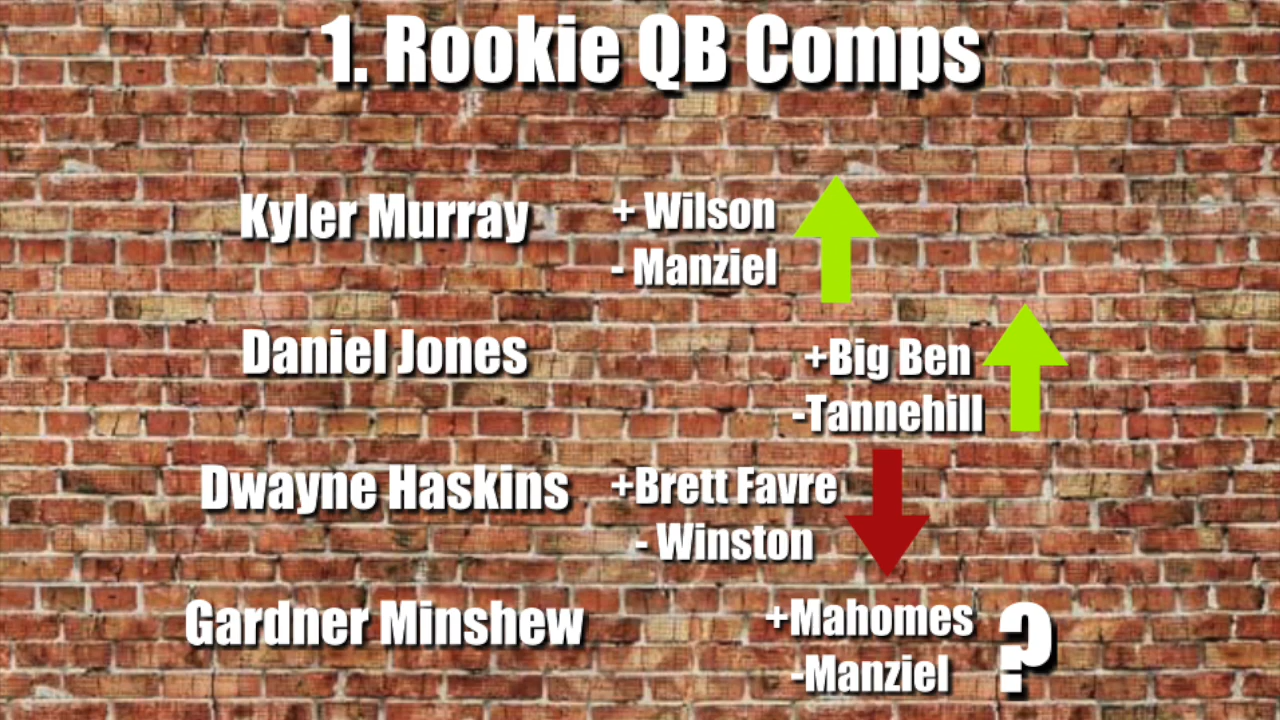 1. Rookie QB Comps
Kyler Murray
+ Wilson
- Manziel
Daniel Jones
+Big Ben
-Tannehill
Dwayne Haskins
+Brett Favre
- Winston
Gardner Minshew
+Mahomes
-Manziel
?